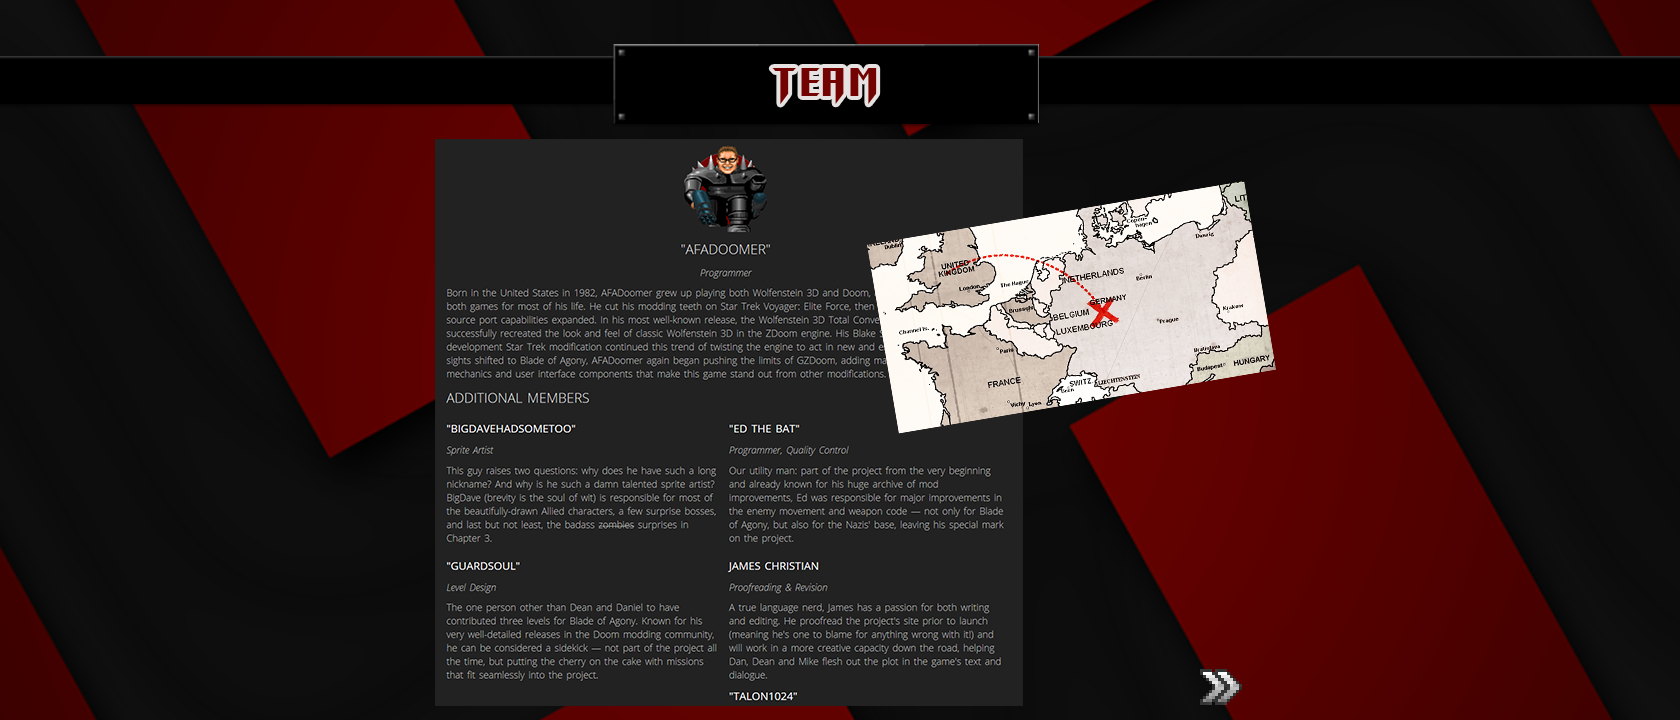 TEAM
"AFADOOMER"
Programmer
Born in the United States in 1982, AFADoomer grew up playing both Wolfenstein 3D and Doom,
both games for most of his life. He cut his modding teeth on Star Trek Voyager: Elite Force, then
source port capabilities expanded. In his most well-known release, the Wolfenstein 3D Total Conve
successfully recreated the look and feel of classic Wolfenstein 3D in the ZDoom engine. His Blake S
development Star Trek modification continued this trend of twisting the engine to act in new and e
sights shifted to Blade of Agony, AFADoomer again began pushing the limits of GZDoom, adding ma
mechanics and user interface components that make this game stand out from other modifications.
ADDITIONAL MEMBERS
"BIGDAVEHADSOMETOO"
Sprite Artist
This guy raises two questions: why does he have such a long
nickname? And why is he such a damn talented sprite artist?
BigDave (brevity is the soul of wit) is responsible for most of
the beautifully-drawn Allied characters, a few surprise bosses,
and last but not least, the badass zombies surprises in
Chapter 3.
"ED THE BAT"
Programmer, Quality Control
Our utility man: part of the project from the very beginning
and already known for his huge archive of mod
improvements, Ed was responsible for major improvements in
the enemy movement and weapon code — not only for Blade
of Agony, but also for the Nazis' base, leaving his special mark
on the project.
"GUARDSOUL"
Level Design
The one person other than Dean and Daniel to have
contributed three levels for Blade of Agony. Known for his
very well-detailed releases in the Doom modding community,
he can be considered a sidekick — not part of the project all
the time, but putting the cherry on the cake with missions
that fit seamlessly into the project.
JAMES CHRISTIAN
Proofreading & Revision
A true language nerd, James has a passion for both writing
and editing. He proofread the project's site prior to launch
(meaning he's one to blame for anything wrong with it!) and
will work in a more creative capacity down the road, helping
Dan, Dean and Mike flesh out the plot in the game's text and
dialogue.
"TALON1024"
LIT
Copen-
hagen
Danzig
Dublin
UNITED
KINGDOM
London
The Hague
NETHERLANDS
Berlin
GERMANY
Brussels
BELGIUM
LUXEMBOURG
Channel Is.
Prague
Krakow
Paris
Bratislava
Budapest
HUNGARY
FRANCE
SWITZ.
LIECHTENSTEIN
Bern
Vichy
Lyon